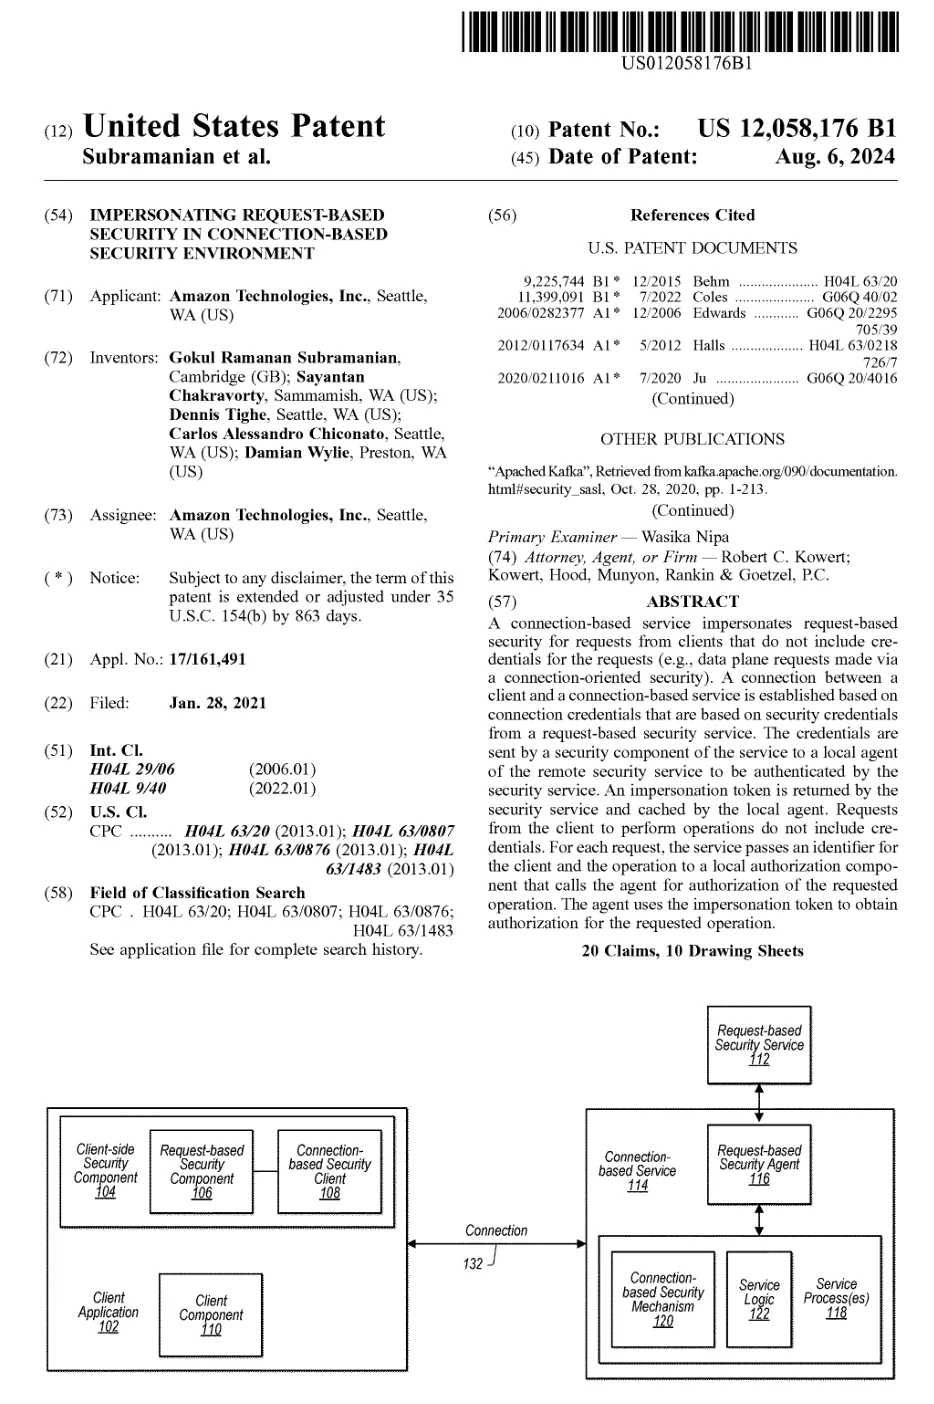 US012058176B1
(12) United States Patent
Subramanian et al.
(10) Patent No.: US 12,058,176 B1
(45) Date of Patent: Aug. 6, 2024
(54) IMPERSONATING REQUEST-BASED
SECURITY IN CONNECTION-BASED
SECURITY ENVIRONMENT
(71) Applicant: Amazon Technologies, Inc., Seattle,
WA (US)
(72) Inventors: Gokul Ramanan Subramanian,
Cambridge (GB); Sayantan
Chakravorty, Sammamish, WA (US);
Dennis Tighe, Seattle, WA (US);
Carlos Alessandro Chiconato, Seattle,
WA (US); Damian Wylie, Preston, WA
(US)
(73) Assignee: Amazon Technologies, Inc., Seattle,
WA (US)
( * ) Notice: Subject to any disclaimer, the term of this
patent is extended or adjusted under 35
U.S.C. 154(b) by 863 days.
(21) Appl. No.: 17/161,491
(22) Filed: Jan. 28, 2021
(51) Int. Cl.
H04L 29/06 (2006.01)
H04L 9/40 (2022.01)
(52) U.S. Cl.
CPC .......... H04L 63/20 (2013.01); H04L 63/0807
(2013.01); H04L 63/0876 (2013.01); H04L
63/1483 (2013.01)
(58) Field of Classification Search
CPC . H04L 63/20; H04L 63/0807; H04L 63/0876;
H04L 63/1483
See application file for complete search history.
(56) References Cited
U.S. PATENT DOCUMENTS
9,225,744 B1 * 12/2015 Behm .................... H04L 63/20
11,399,091 B1 * 7/2022 Coles .................... G06Q 40/02
2006/0282377 A1 * 12/2006 Edwards ............ G06Q 20/2295
705/39
2012/0117634 A1 * 5/2012 Halls ................. H04L 63/0218
726/7
2020/0211016 A1 * 7/2020 Ju ...................... G06Q 20/4016
(Continued)
OTHER PUBLICATIONS
“Apached Kafka”, Retrieved from kafka.apache.org/090/documentation.
html#security_sasl, Oct. 28, 2020, pp. 1-213.
(Continued)
Primary Examiner — Wasika Nipa
(74) Attorney, Agent, or Firm — Robert C. Kowert;
Kowert, Hood, Munyon, Rankin & Goetzel, P.C.
(57) ABSTRACT
A connection-based service impersonates request-based
security for requests from clients that do not include cre-
dentials for the requests (e.g., data plane requests made via
a connection-oriented security). A connection between a
client and a connection-based service is established based on
connection credentials that are based on security credentials
from a request-based security service. The credentials are
sent by a security component of the service to a local agent
of the remote security service to be authenticated by the
security service. An impersonation token is returned by the
security service and cached by the local agent. Requests
from the client to perform operations do not include cre-
dentials. For each request, the service passes an identifier for
the client and the operation to a local authorization compo-
nent that calls the agent for authorization of the requested
operation. The agent uses the impersonation token to obtain
authorization for the requested operation.
20 Claims, 10 Drawing Sheets
Request-based
Security Service
112
Client-side
Security
Component
104
Request-based
Security
Component
106
Connection-
based Security
Client
108
Connection-
based Service
114
Request-based
Security Agent
116
Connection
132
Client
Application
102
Client
Component
110
Connection-
based Security
Mechanism
120
Service
Logic
122
Service
Process(es)
118